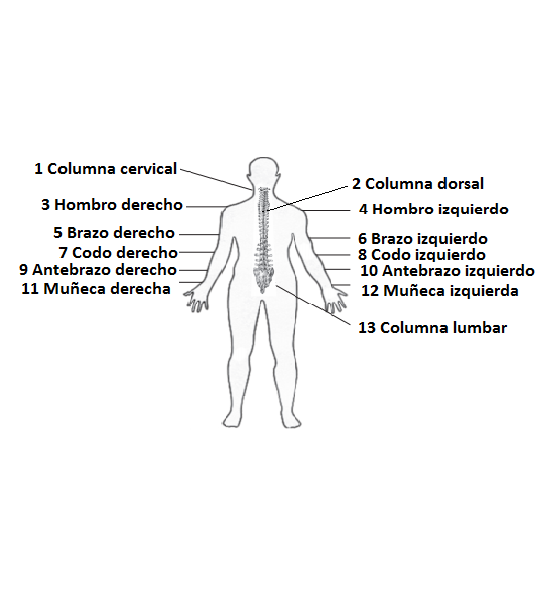 1 Columna cervical
2 Columna dorsal
3 Hombro derecho
4 Hombro izquierdo
5 Brazo derecho
6 Brazo izquierdo
7 Codo derecho
8 Codo izquierdo
9 Antebrazo derecho
10 Antebrazo izquierdo
11 Muñeca derecha
12 Muñeca izquierda
13 Columna lumbar